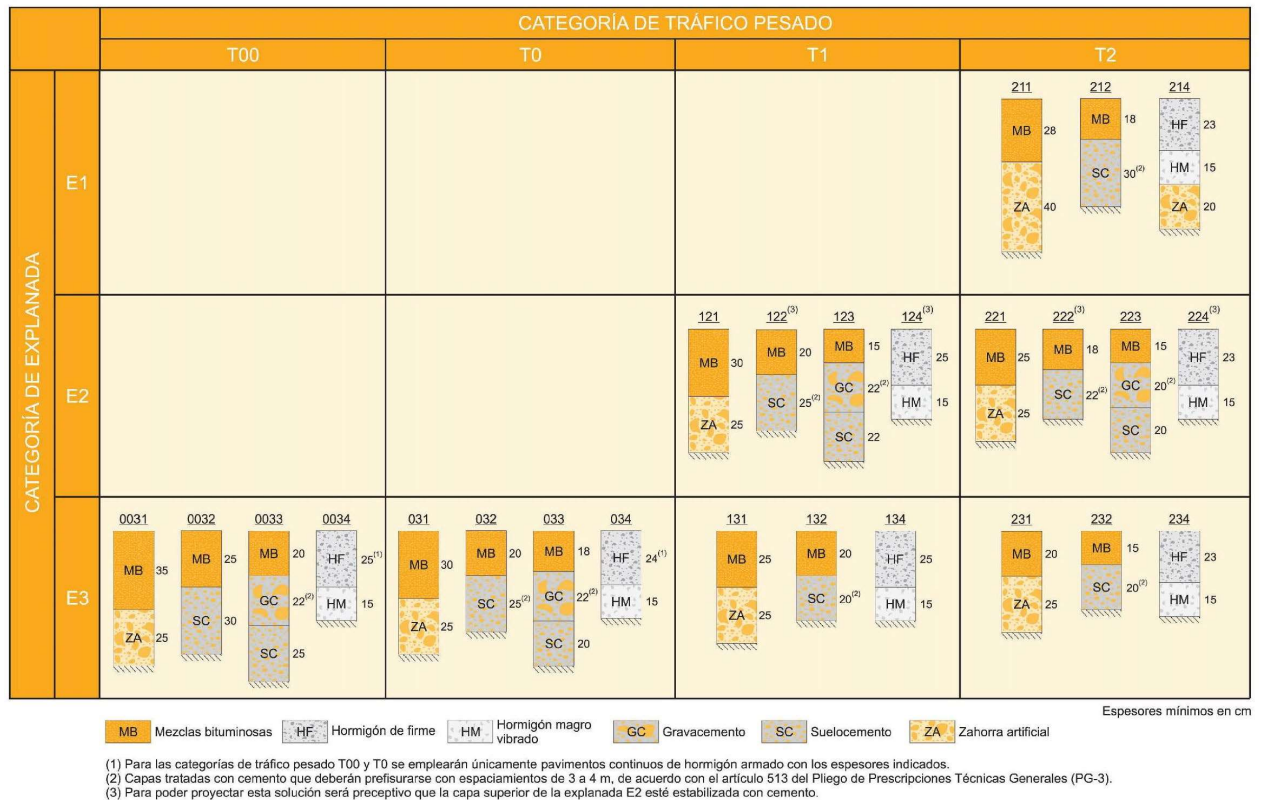 CATEGORÍA DE TRÁFICO PESADO
T00 T0 T1 T2
CATEGORÍA DE EXPLANADA
E1
211 212 214
MB 28 MB 18 HF 23
SC 30(2) HM 15
ZA 40 ZA 20
E2
121 122(3) 123 124(3) 221 222(3) 223 224(3)
MB 30 MB 20 MB 15 HF 25 MB 25 MB 18 MB 15 HF 23
ZA 25 SC 25(2) GC 22(2) HM 15 ZA 25 SC 22(2) GC 20(2) HM 15
SC 22 SC 20
E3
0031 0032 0033 0034 031 032 033 034 131 132 134 231 232 234
MB 35 MB 25 MB 20 HF 25(1) MB 30 MB 20 MB 18 HF 24(1) MB 25 MB 20 HF 25 MB 20 MB 15 HF 23
ZA 25 SC 30 GC 22(2) HM 15 ZA 25 SC 25(2) GC 22(2) HM 15 ZA 25 SC 20(2) HM 15 ZA 25 SC 20(2) HM 15
SC 25 SC 20
Espesores mínimos en cm
MB Mezclas bituminosas HF Hormigón de firme HM Hormigón magro vibrado GC Gravacemento SC Suelocemento ZA Zahorra artificial
(1) Para las categorías de tráfico pesado T00 y T0 se emplearán únicamente pavimentos continuos de hormigón armado con los espesores indicados.
(2) Capas tratadas con cemento que deberán prefisurarse con espaciamientos de 3 a 4 m, de acuerdo con el artículo 513 del Pliego de Prescripciones Técnicas Generales (PG-3).
(3) Para poder proyectar esta solución será preceptivo que la capa superior de la explanada E2 esté estabilizada con cemento.